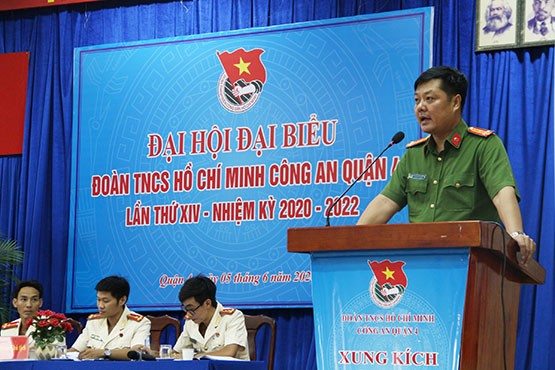 ĐẠI HỘI ĐẠI BIỂU
ĐOÀN TNCS HỒ CHÍ MINH CÔNG AN QUẬN 4
LẦN THỨ XIV - NHIỆM KỲ 2020 - 2022
Quận 4, ngày 05 tháng 6 năm
ĐOÀN TNCS HỒ CHÍ MINH
CÔNG AN QUẬN 4
XUNG KÍCH